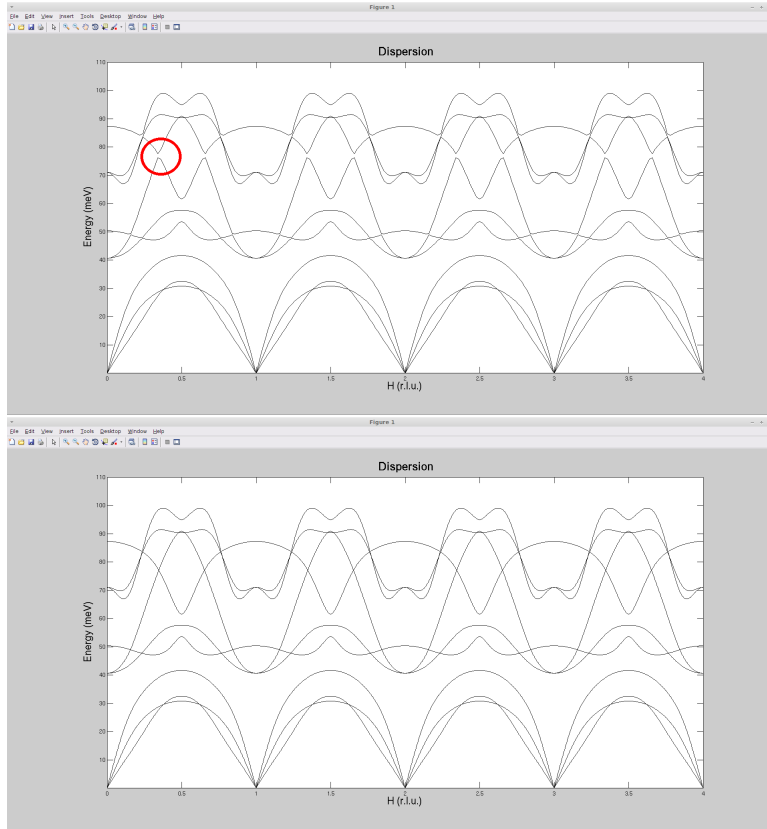 Figure 1
File Edit View Insert Tools Desktop Window Help
Dispersion
110
100
90
80
70
60
50
40
30
20
10
Energy (meV)
0 0.5 1 1.5 2 2.5 3 3.5 4
H (r.l.u.)
Figure 1
File Edit View Insert Tools Desktop Window Help
Dispersion
110
100
90
80
70
60
50
40
30
20
10
Energy (meV)
0 0.5 1 1.5 2 2.5 3 3.5 4
H (r.l.u.)